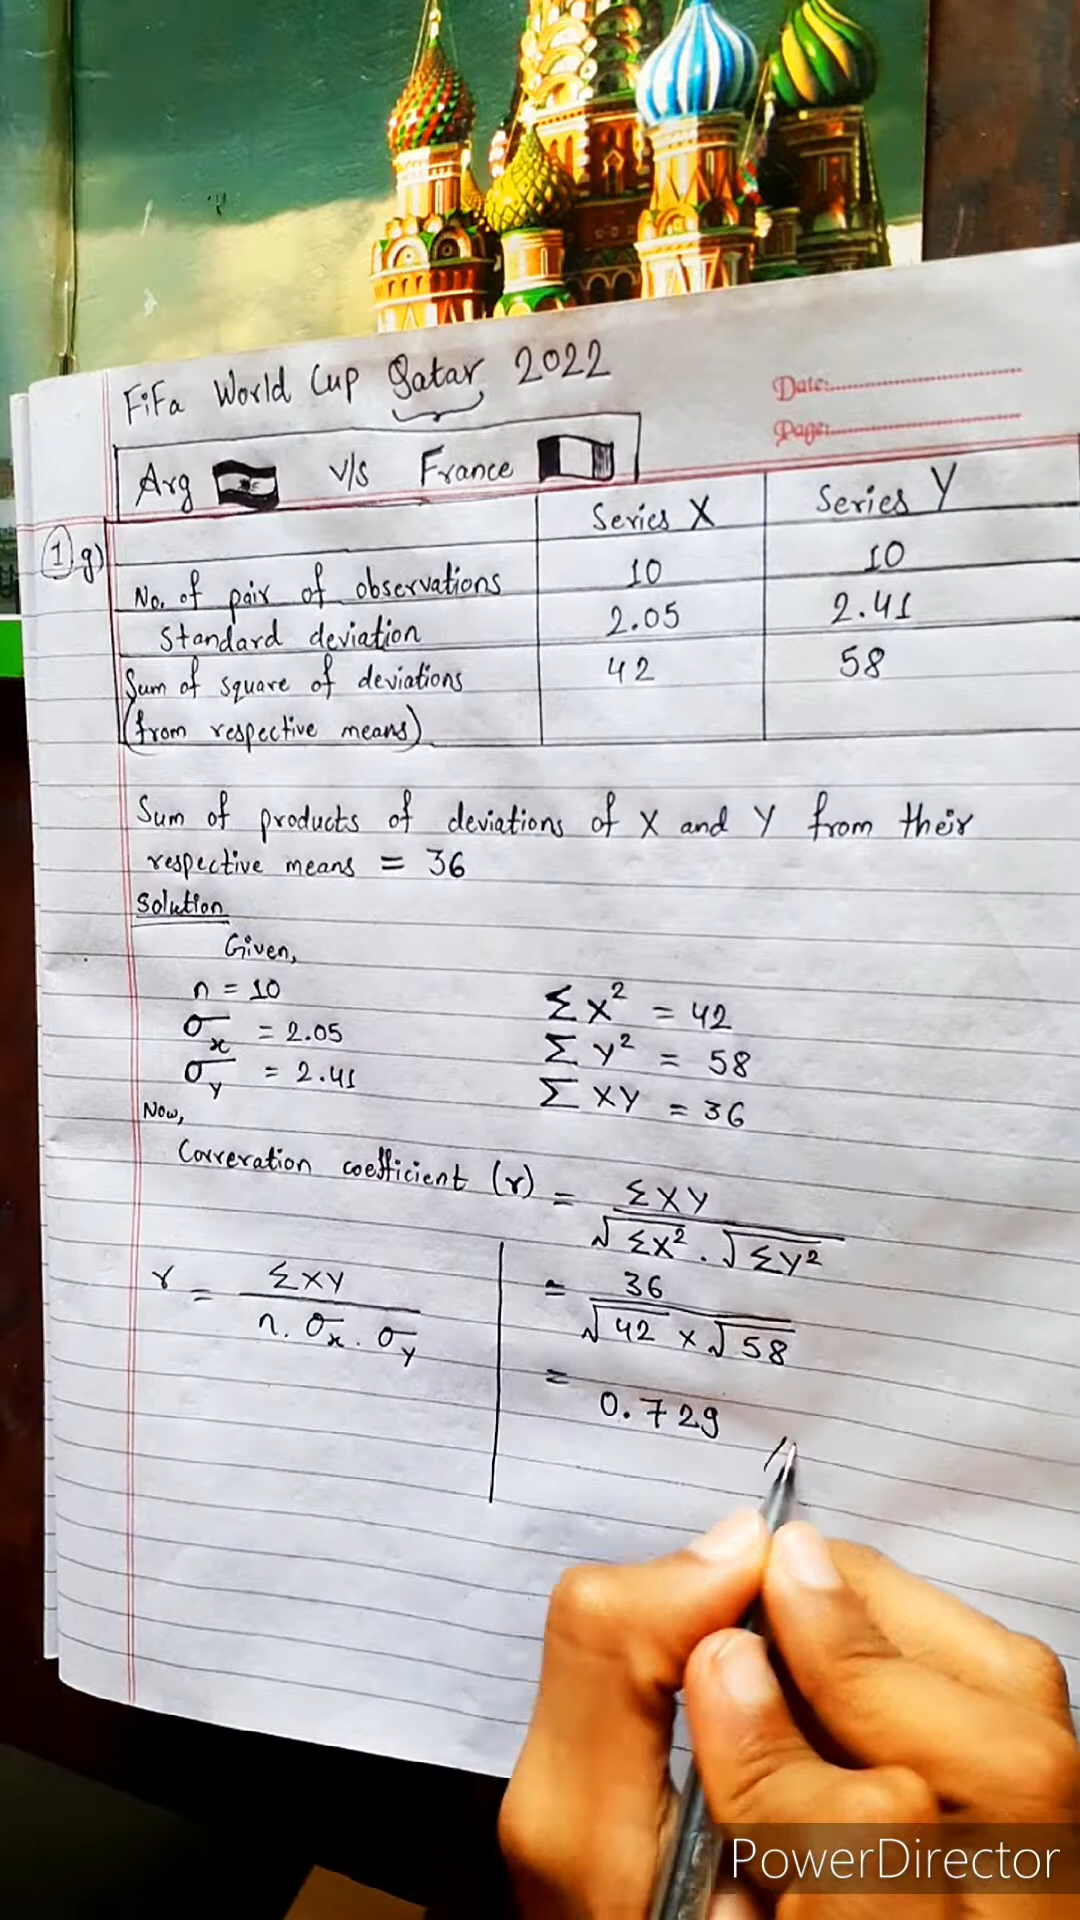 FiFa World Cup Qatar 2022
Date:
Page:
Arg V/s France
Series X Series Y
1.g)
No. of pair of observations 10 10
Standard deviation 2.05 2.41
Sum of square of deviations 42 58
(from respective means)
Sum of products of deviations of X and Y from their
respective means = 36
Solution
Given,
n = 10 Σx² = 42
σx = 2.05 Σy² = 58
σy = 2.41 ΣXY = 36
Now,
Correration coefficient (r) = ΣXY / √Σx² . √Σy²
r = ΣXY / n. σx . σy
= 36 / √42 × √58
= 0.729
PowerDirector